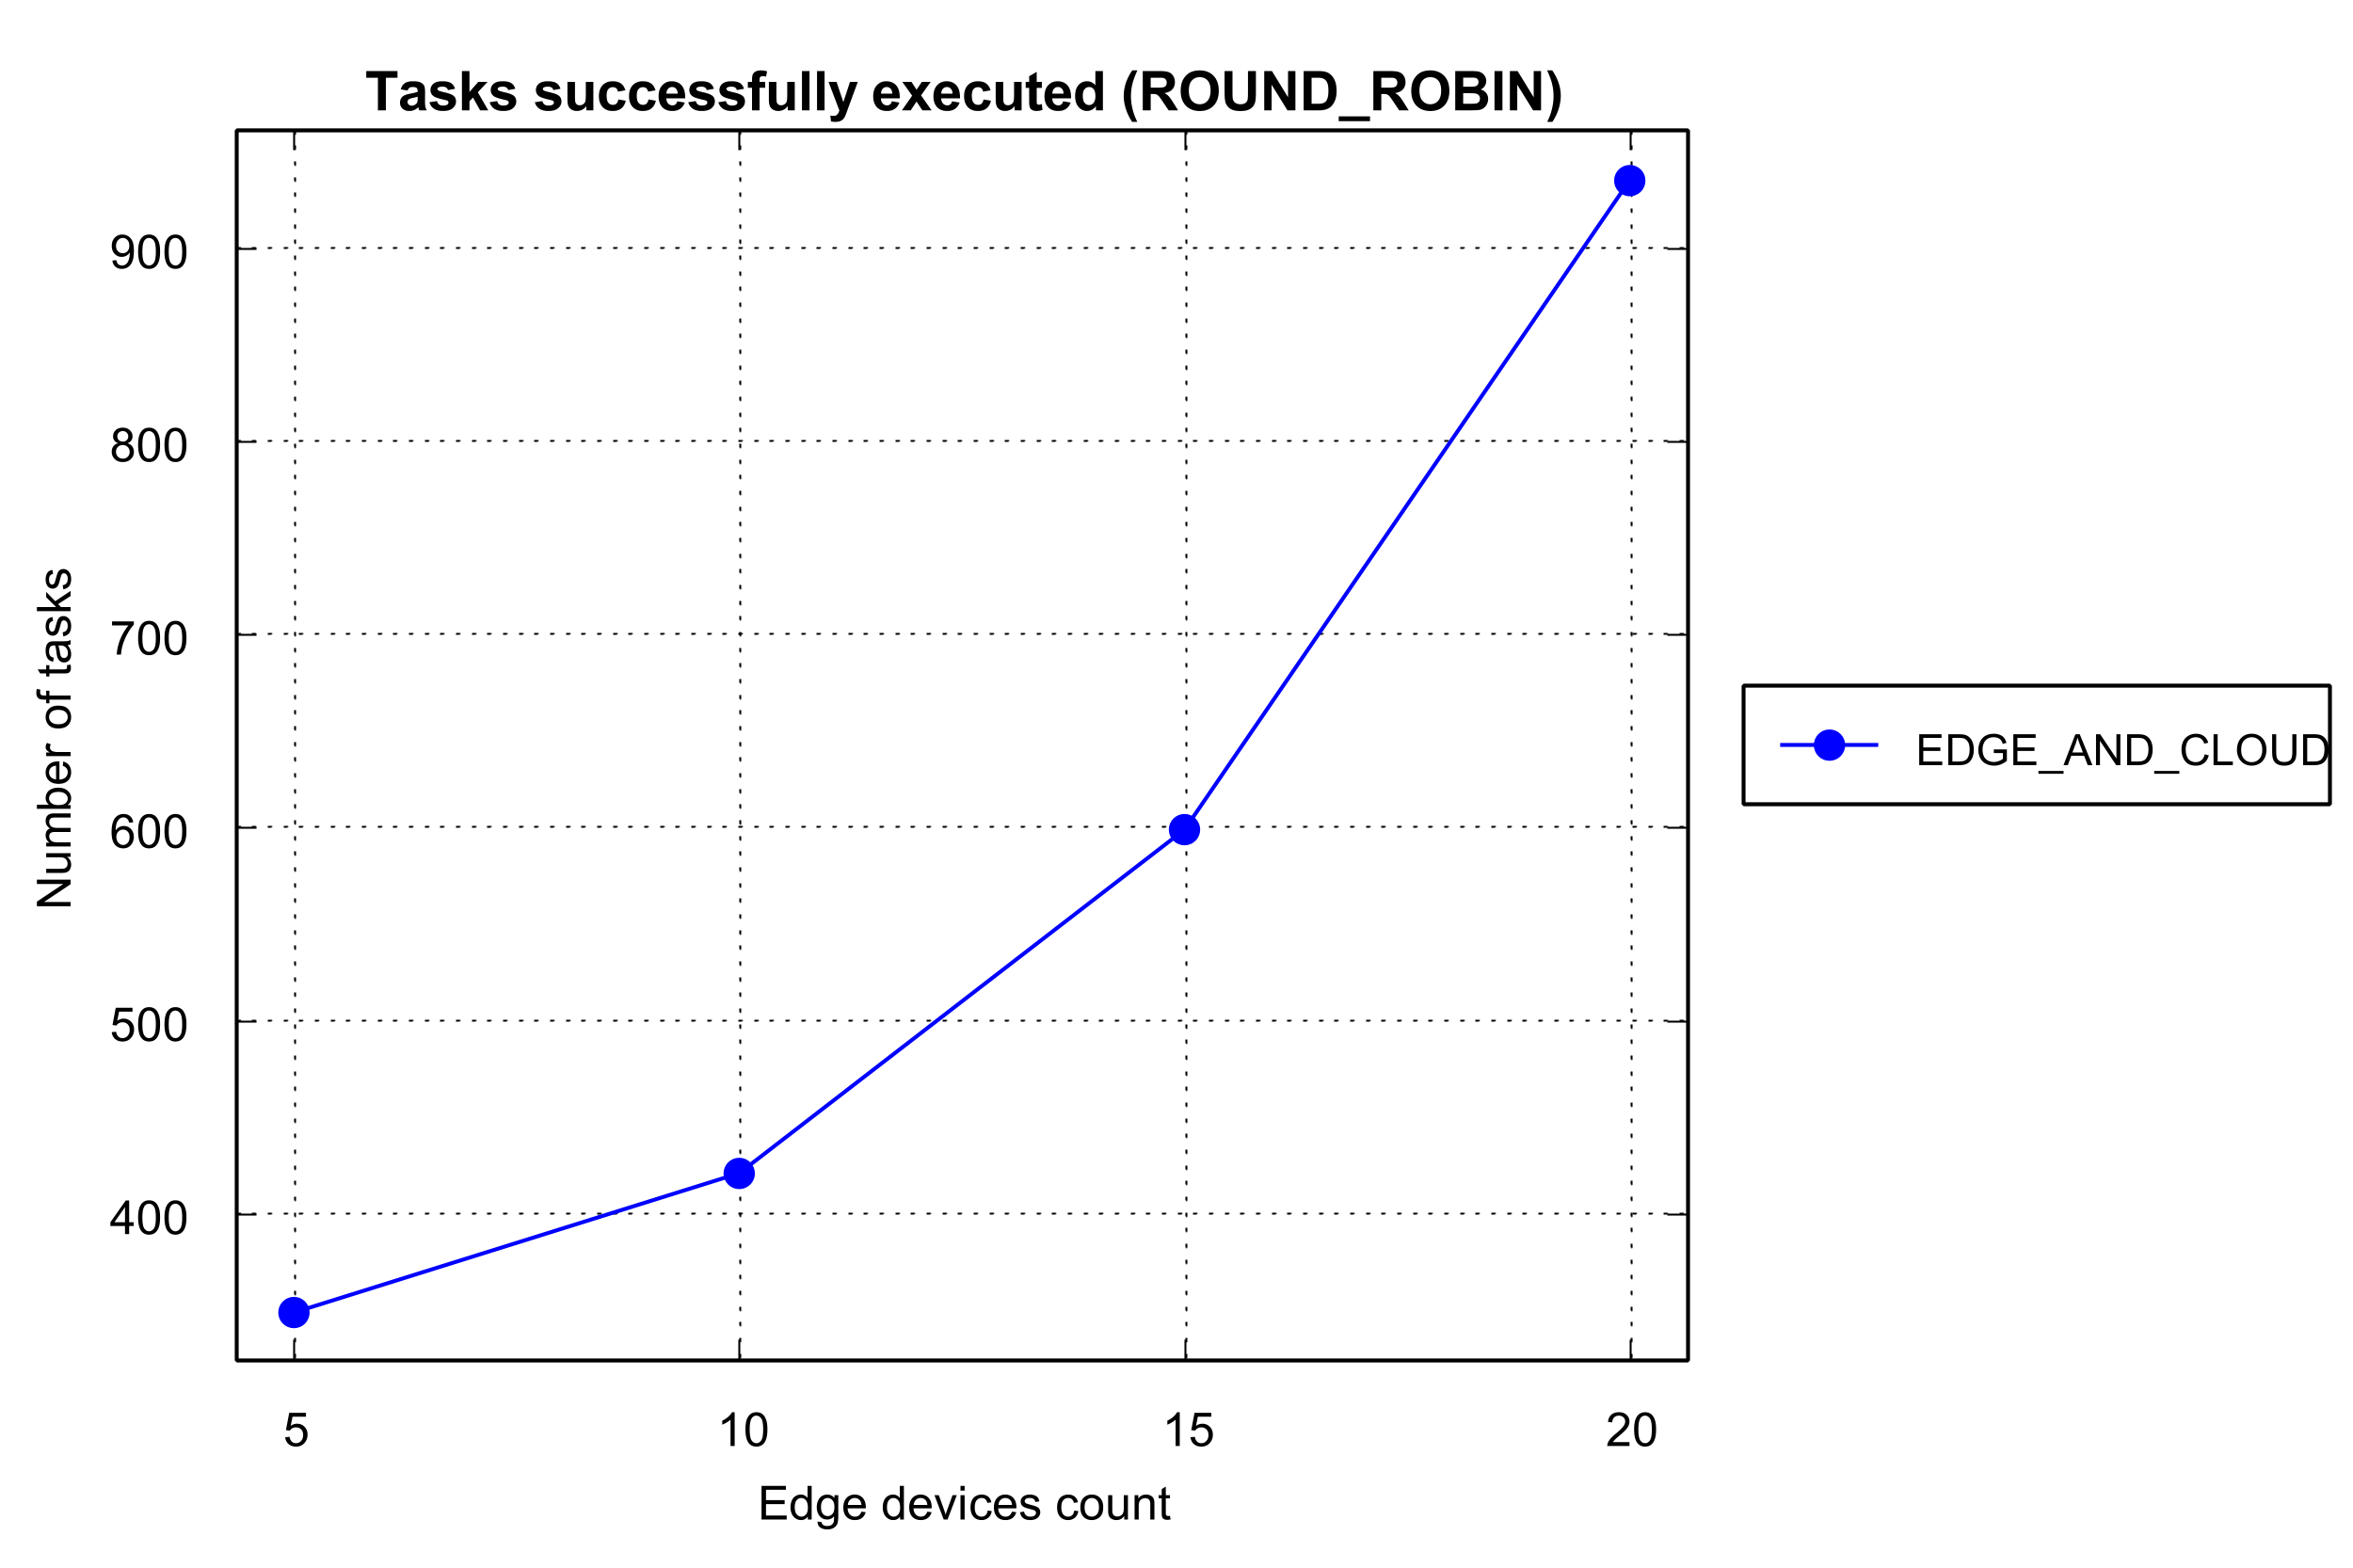 Tasks successfully executed (ROUND_ROBIN)
900
800
700
600
500
400
Number of tasks
5
10
15
20
Edge devices count
EDGE_AND_CLOUD